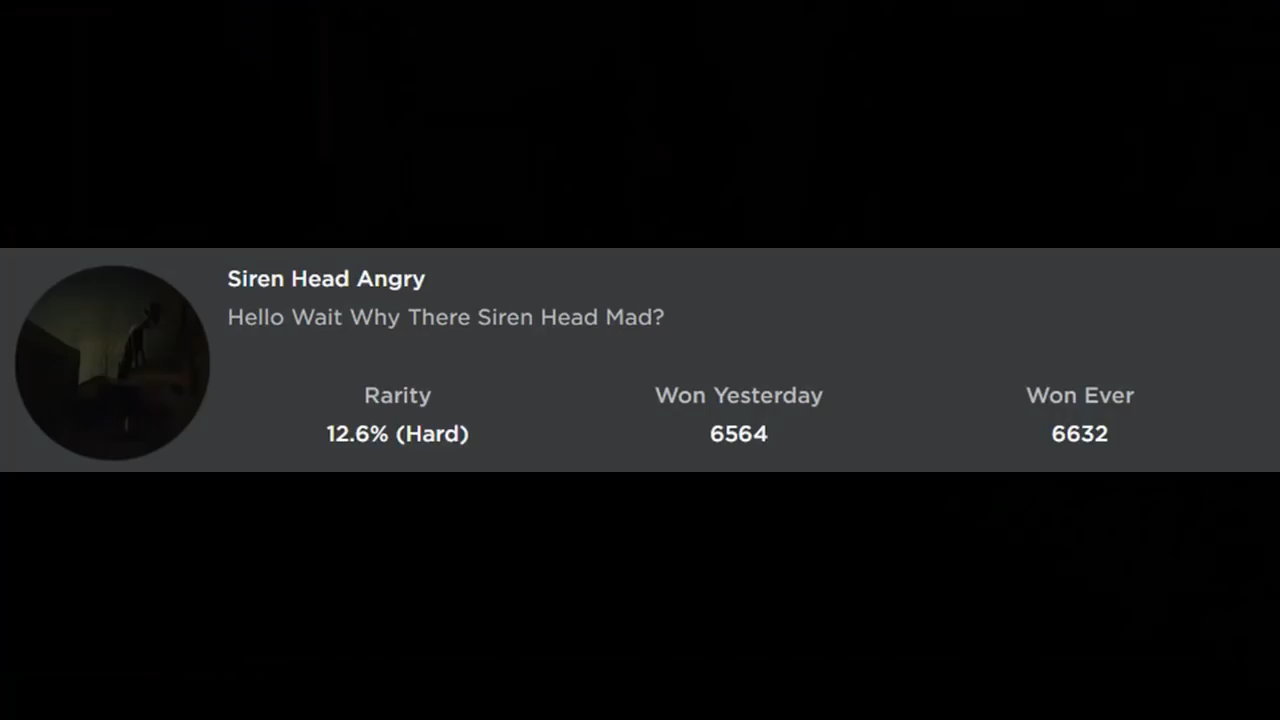 Siren Head Angry
Hello Wait Why There Siren Head Mad?
Rarity Won Yesterday Won Ever
12.6% (Hard) 6564 6632